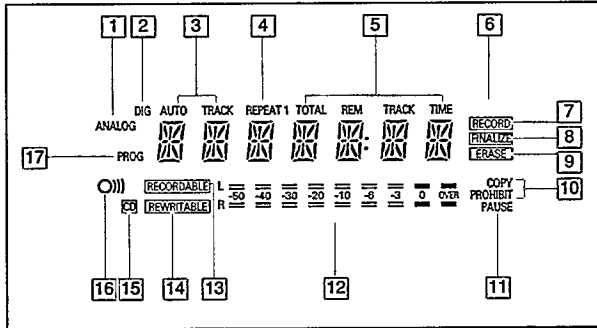 1 2 3 4 5 6
DIG AUTO TRACK REPEAT 1 TOTAL REM TRACK TIME
ANALOG
RECORD 7
FINALIZE 8
ERASE 9
17 PROG
RECORDABLE
L
-50 -40 -30 -20 -10 -6 -3 0 OVER
R
COPY
PROHIBIT 10
PAUSE
CD REWRITABLE
16 15 14 13 12 11